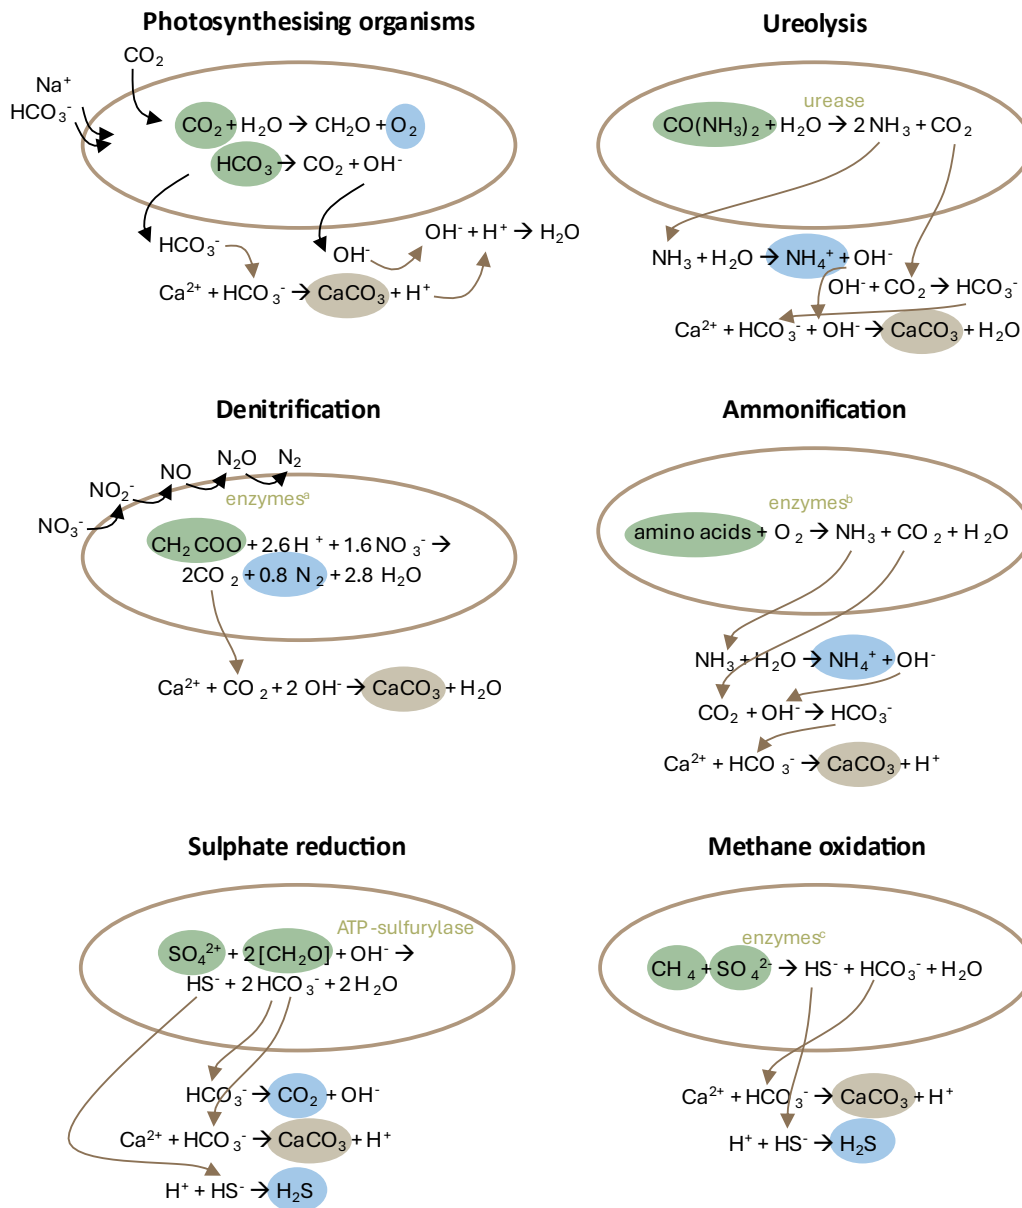 Photosynthesising organisms
CO₂
Na⁺
HCO₃⁻
CO₂ + H₂O → CH₂O + O₂
HCO₃ → CO₂ + OH⁻
HCO₃⁻
OH⁻
OH⁻ + H⁺ → H₂O
Ca²⁺ + HCO₃⁻ → CaCO₃ + H⁺
Ureolysis
urease
CO(NH₃)₂ + H₂O → 2 NH₃ + CO₂
NH₃ + H₂O → NH₄⁺ + OH⁻
OH⁻ + CO₂ → HCO₃⁻
Ca²⁺ + HCO₃⁻ + OH⁻ → CaCO₃ + H₂O
Denitrification
NO₃⁻
NO₂⁻
NO
N₂O
N₂
enzymesᵃ
CH₂COO + 2.6 H⁺ + 1.6 NO₃⁻ →
2CO₂ + 0.8 N₂ + 2.8 H₂O
Ca²⁺ + CO₂ + 2 OH⁻ → CaCO₃ + H₂O
Ammonification
enzymesᵇ
amino acids + O₂ → NH₃ + CO₂ + H₂O
NH₃ + H₂O → NH₄⁺ + OH⁻
CO₂ + OH⁻ → HCO₃⁻
Ca²⁺ + HCO₃⁻ → CaCO₃ + H⁺
Sulphate reduction
ATP-sulfurylase
SO₄²⁺ + 2[CH₂O] + OH⁻ →
HS⁻ + 2 HCO₃⁻ + 2 H₂O
HCO₃⁻ → CO₂ + OH⁻
Ca²⁺ + HCO₃⁻ → CaCO₃ + H⁺
H⁺ + HS⁻ → H₂S
Methane oxidation
enzymesᶜ
CH₄ + SO₄²⁻ → HS⁻ + HCO₃⁻ + H₂O
Ca²⁺ + HCO₃⁻ → CaCO₃ + H⁺
H⁺ + HS⁻ → H₂S